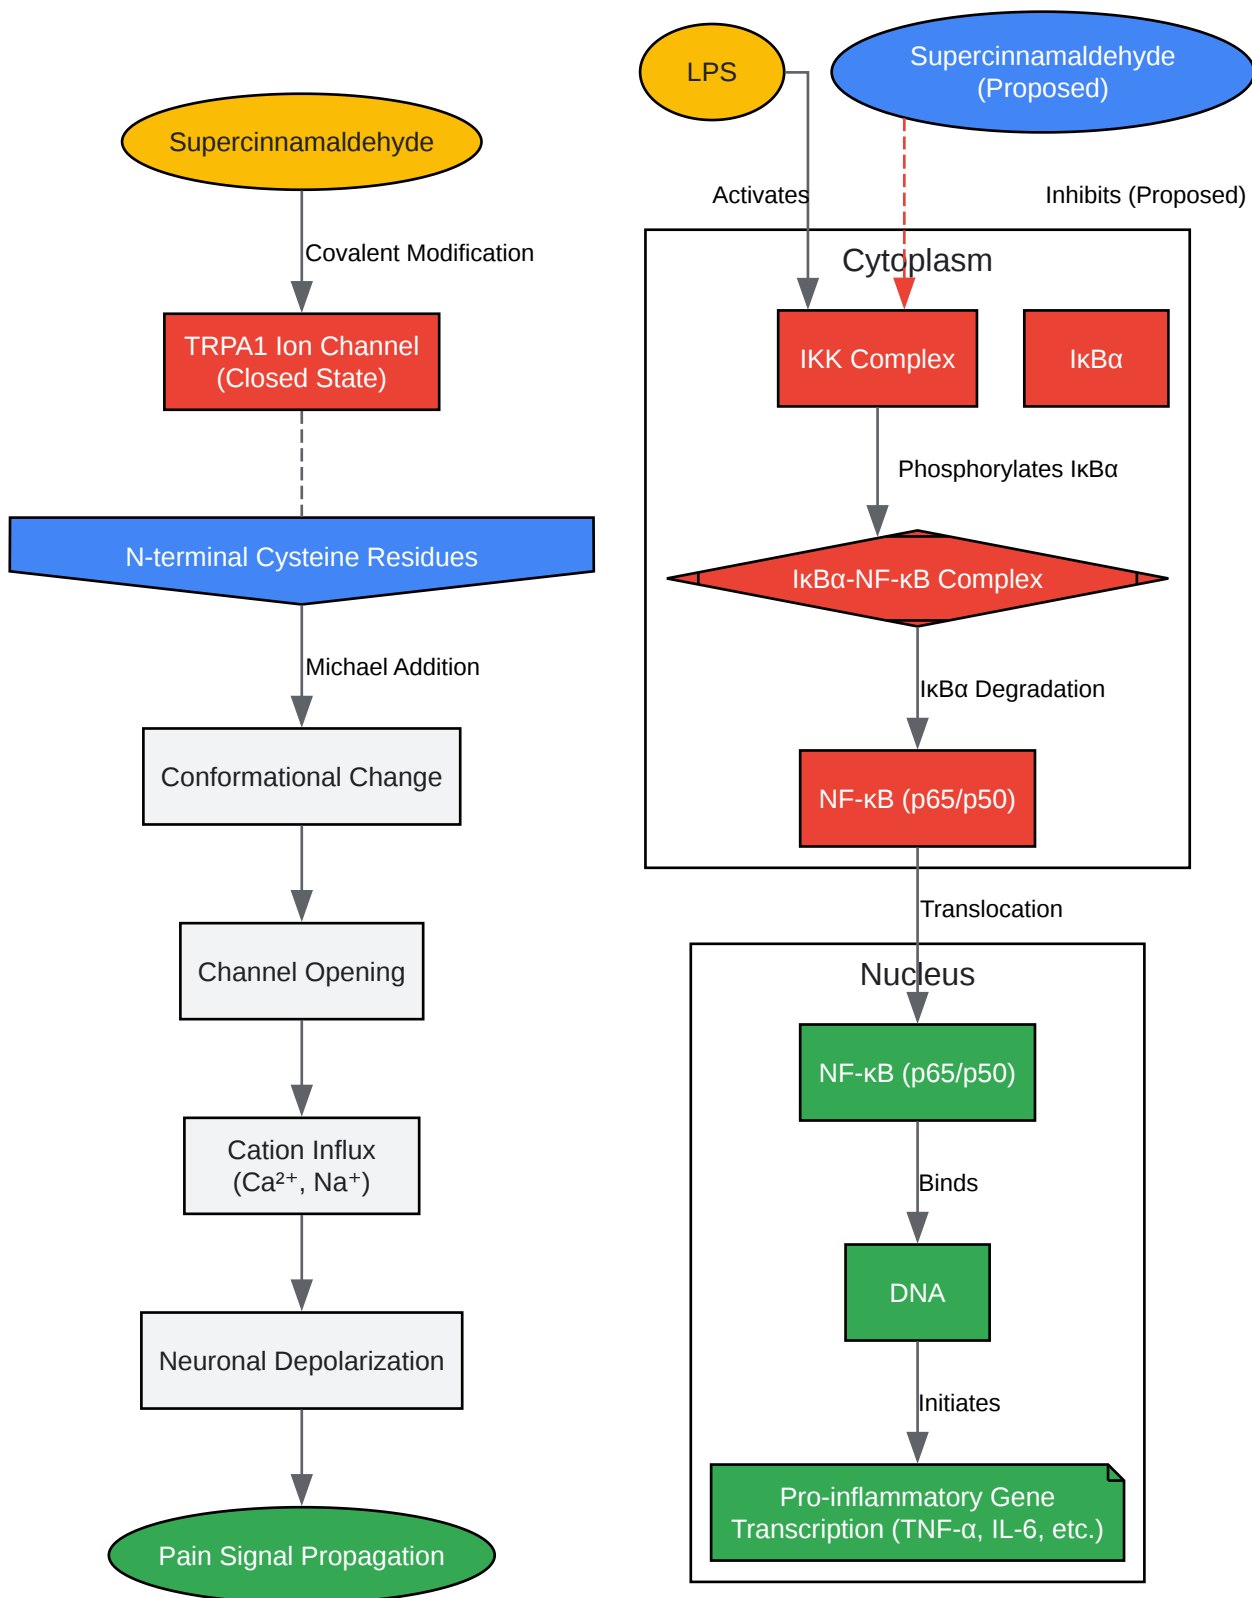 Supercinnamaldehyde
Covalent Modification
TRPA1 Ion Channel
(Closed State)
N-terminal Cysteine Residues
Michael Addition
Conformational Change
Channel Opening
Cation Influx
(Ca²⁺, Na⁺)
Neuronal Depolarization
Pain Signal Propagation
LPS
Supercinnamaldehyde
(Proposed)
Activates
Inhibits (Proposed)
Cytoplasm
IKK Complex
IκBα
Phosphorylates IκBα
IκBα-NF-κB Complex
IκBα Degradation
NF-κB (p65/p50)
Translocation
Nucleus
NF-κB (p65/p50)
Binds
DNA
Initiates
Pro-inflammatory Gene
Transcription (TNF-α, IL-6, etc.)